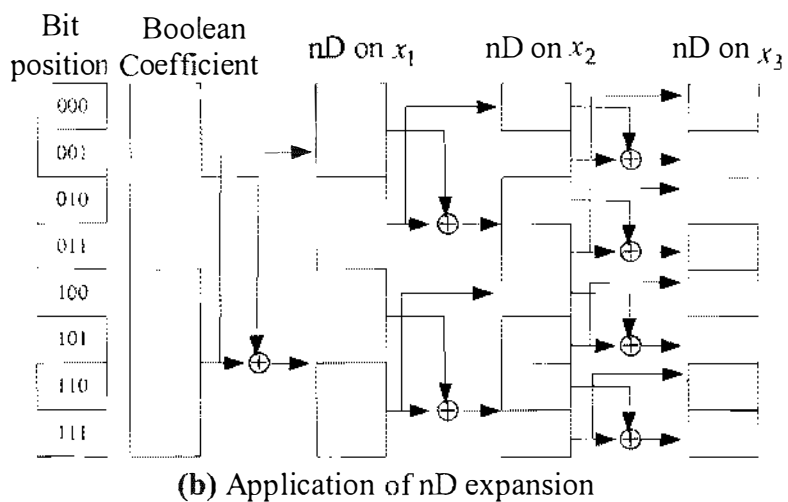 Bit position
Boolean Coefficient
nD on x₁
nD on x₂
nD on x₃
000
001
010
011
100
101
110
111
(b) Application of nD expansion